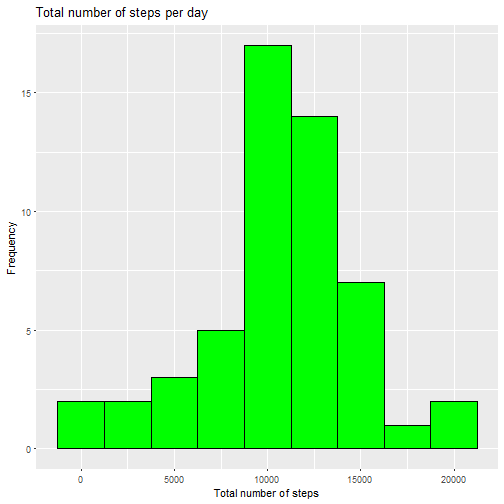 Total number of steps per day
15
10
5
0
Frequency
0 5000 10000 15000 20000
Total number of steps